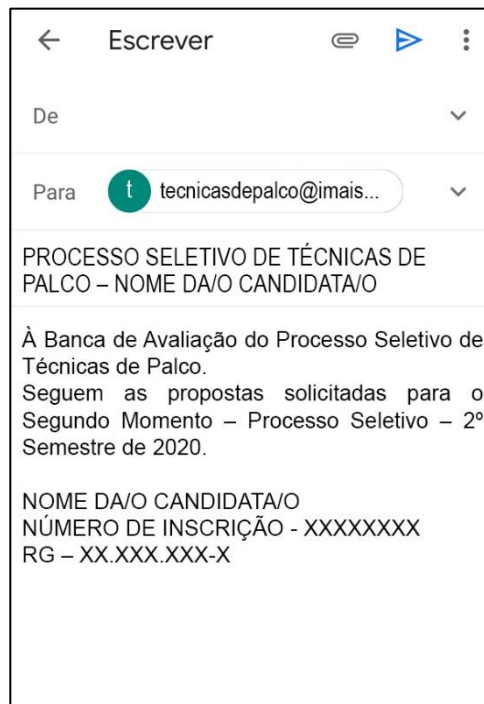 Escrever
De
Para t tecnicasdepalco@imais...
PROCESSO SELETIVO DE TÉCNICAS DE
PALCO – NOME DA/O CANDIDATA/O
À Banca de Avaliação do Processo Seletivo de
Técnicas de Palco.
Seguem as propostas solicitadas para o
Segundo Momento – Processo Seletivo – 2º
Semestre de 2020.
NOME DA/O CANDIDATA/O
NÚMERO DE INSCRIÇÃO - XXXXXXXX
RG – XX.XXX.XXX-X